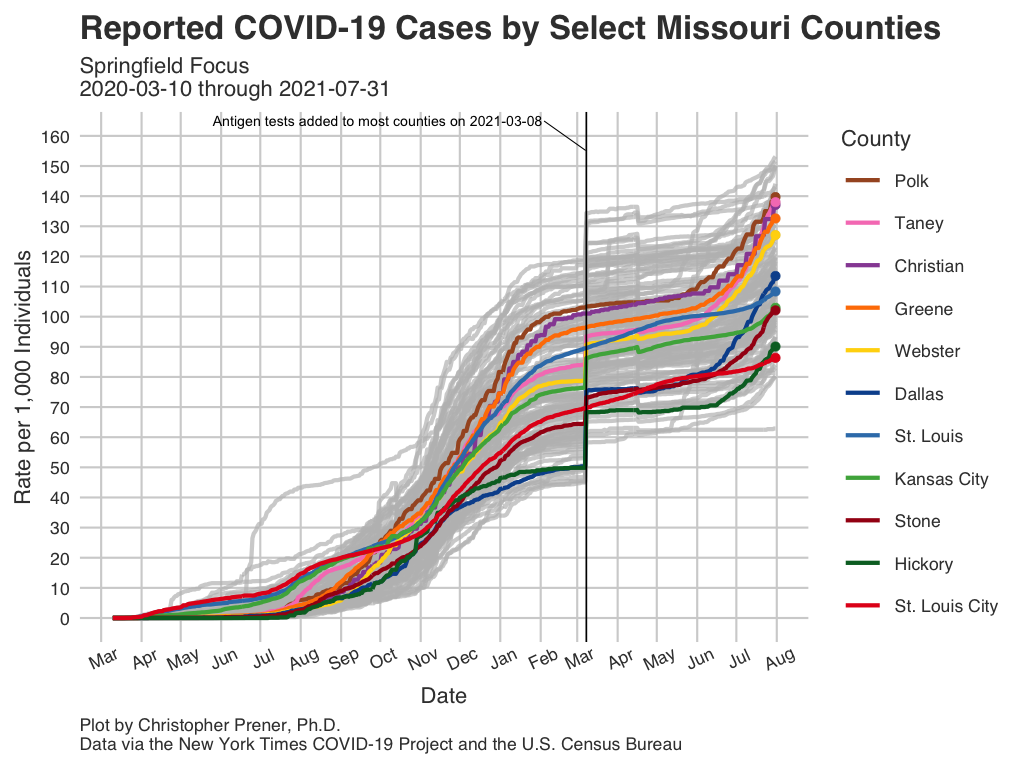 Reported COVID-19 Cases by Select Missouri Counties
Springfield Focus
2020-03-10 through 2021-07-31
Antigen tests added to most counties on 2021-03-08
Rate per 1,000 Individuals
160
150
140
130
120
110
100
90
80
70
60
50
40
30
20
10
0
Mar Apr May Jun Jul Aug Sep Oct Nov Dec Jan Feb Mar Apr May Jun Jul Aug
Date
County
Polk
Taney
Christian
Greene
Webster
Dallas
St. Louis
Kansas City
Stone
Hickory
St. Louis City
Plot by Christopher Prener, Ph.D.
Data via the New York Times COVID-19 Project and the U.S. Census Bureau